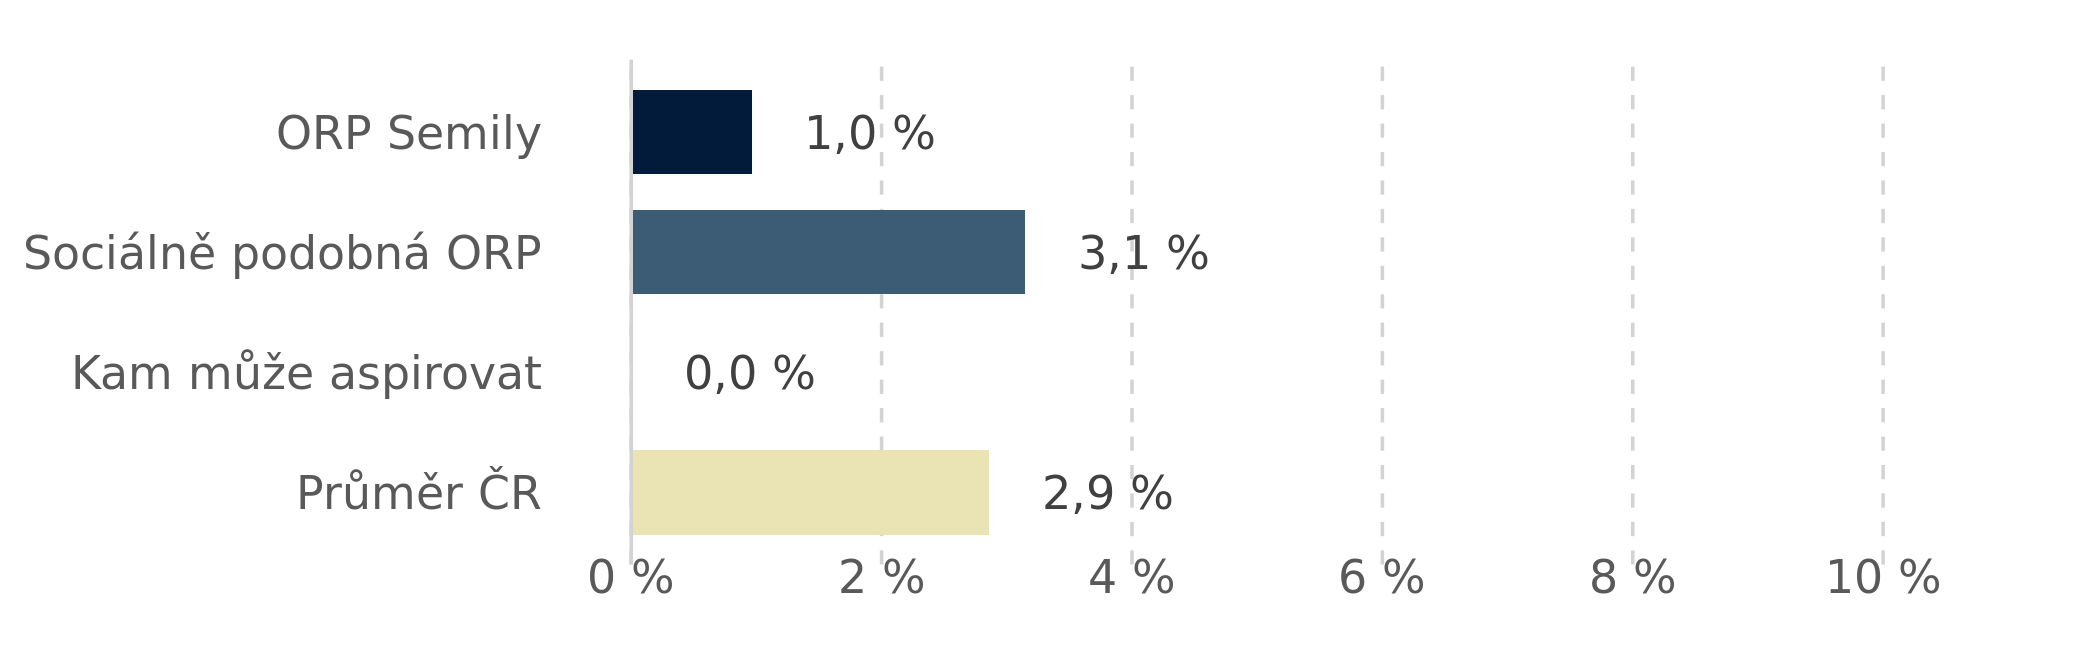 ORP Semily 1,0 %
Sociálně podobná ORP 3,1 %
Kam může aspirovat 0,0 %
Průměr ČR 2,9 %
0 % 2 % 4 % 6 % 8 % 10 %